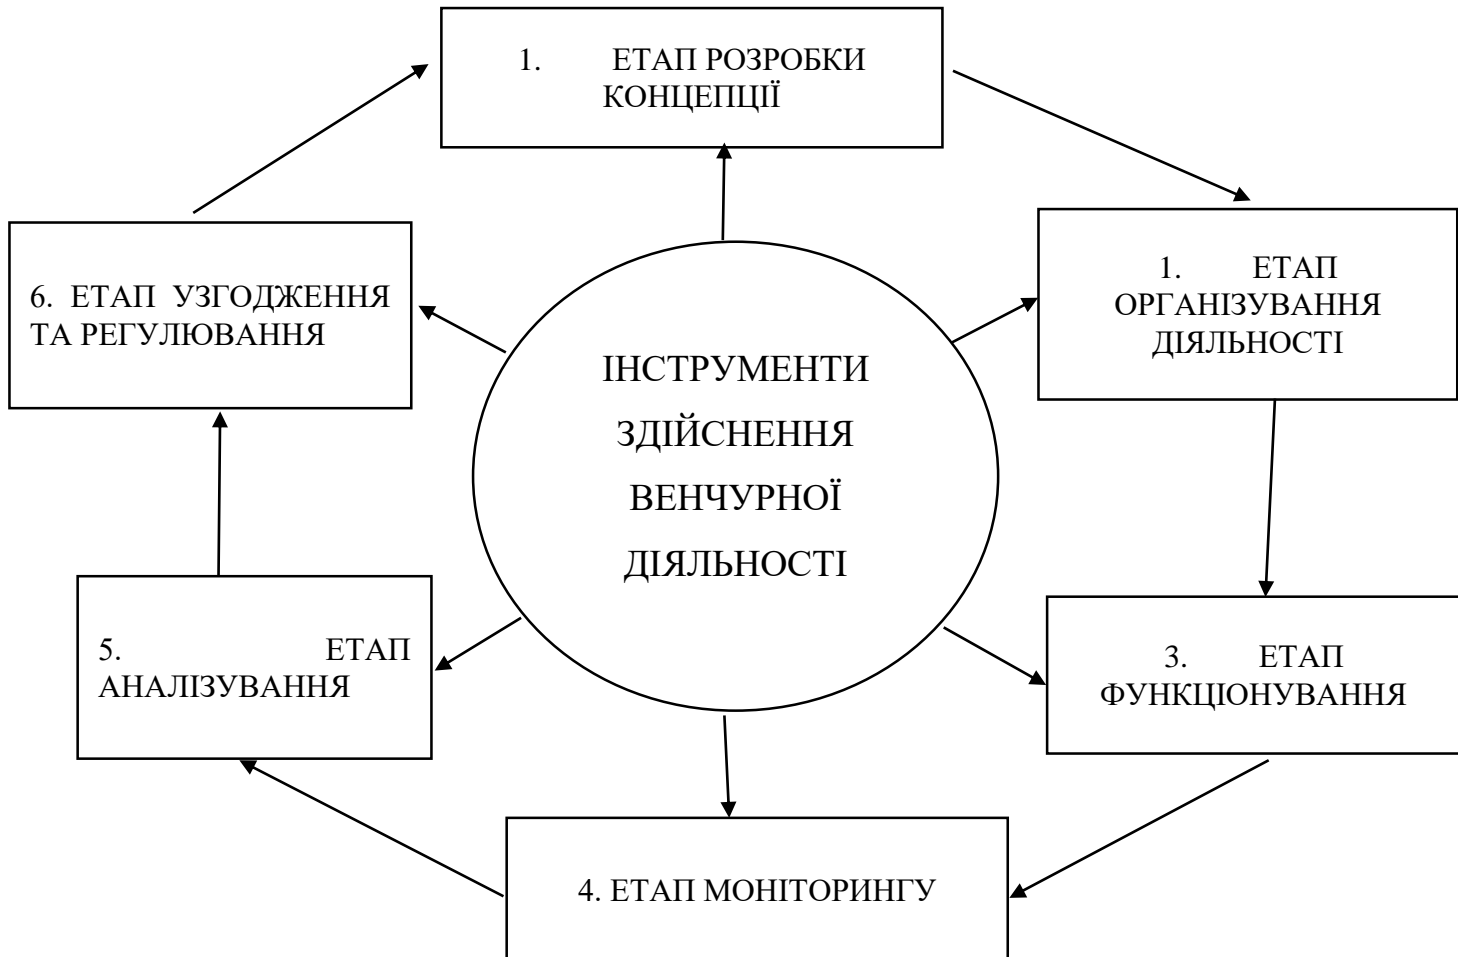 1. ЕТАП РОЗРОБКИ
КОНЦЕПЦІЇ
1. ЕТАП
ОРГАНІЗУВАННЯ
ДІЯЛЬНОСТІ
6. ЕТАП УЗГОДЖЕННЯ
ТА РЕГУЛЮВАННЯ
ІНСТРУМЕНТИ
ЗДІЙСНЕННЯ
ВЕНЧУРНОЇ
ДІЯЛЬНОСТІ
5. ЕТАП
АНАЛІЗУВАННЯ
3. ЕТАП
ФУНКЦІОНУВАННЯ
4. ЕТАП МОНІТОРИНГУ